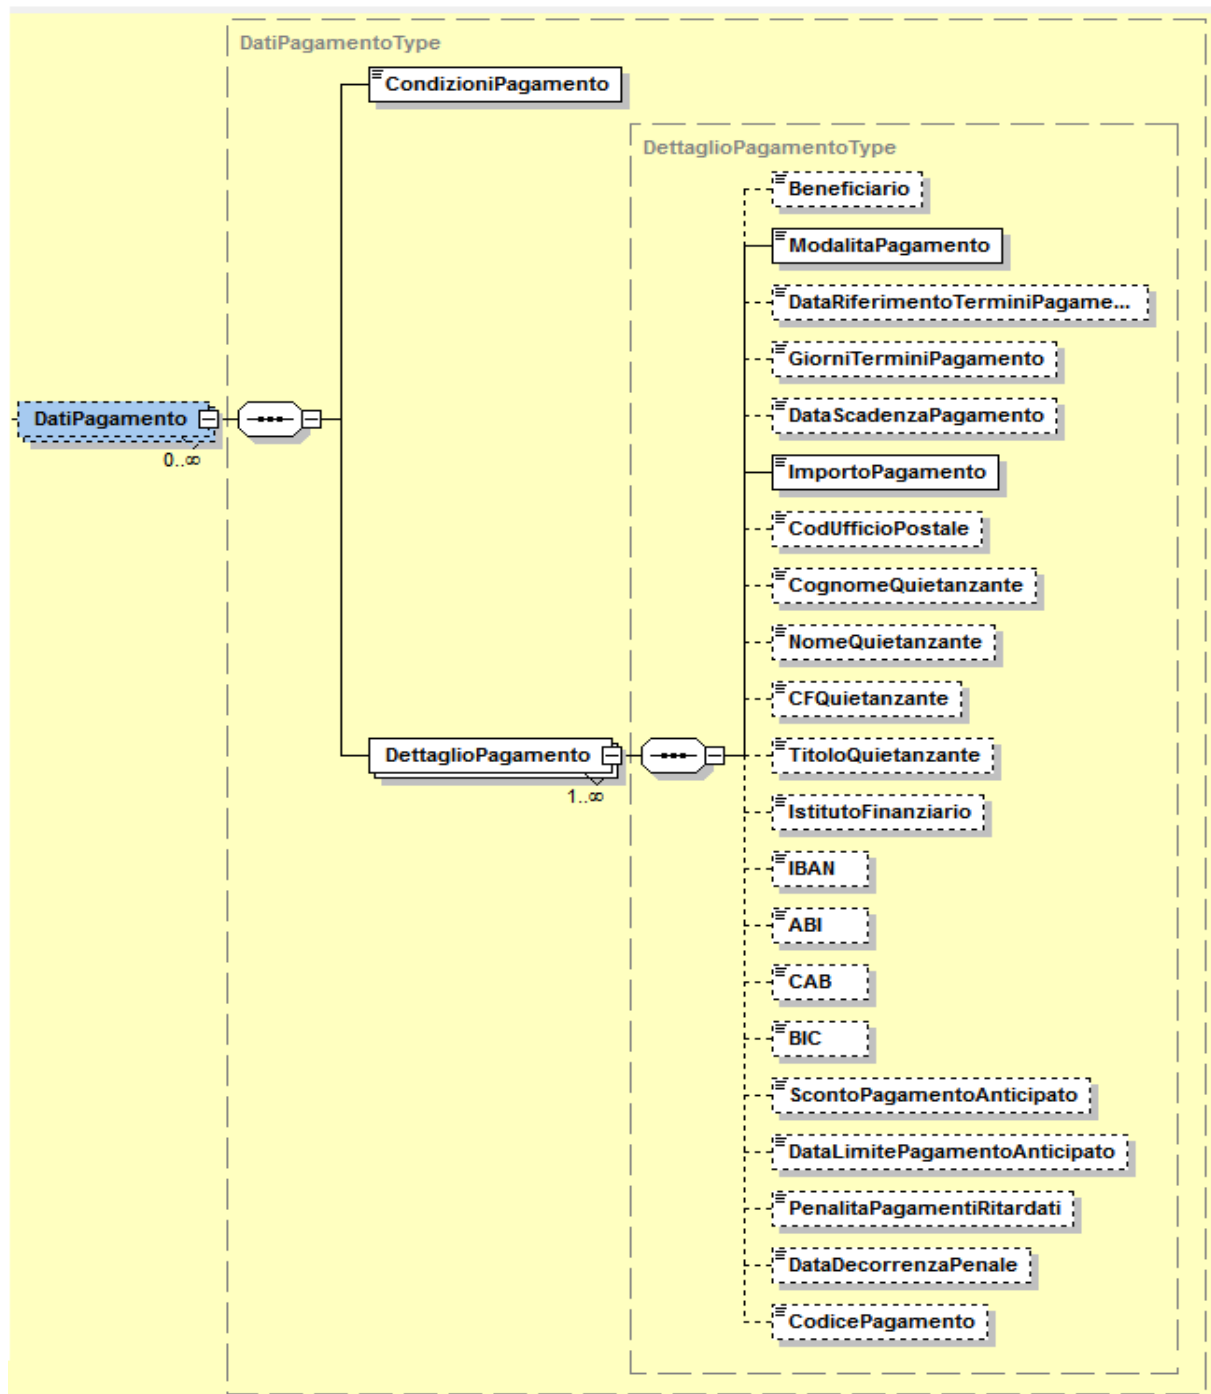 DatiPagamentoType
CondizioniPagamento
DettaglioPagamentoType
Beneficiario
ModalitaPagamento
DataRiferimentoTerminiPagame...
GiorniTerminiPagamento
DataScadenzaPagamento
DatiPagamento
0..∞
ImportoPagamento
CodUfficioPostale
CognomeQuietanzante
NomeQuietanzante
CFQuietanzante
DettaglioPagamento
1..∞
TitoloQuietanzante
IstitutoFinanziario
IBAN
ABI
CAB
BIC
ScontoPagamentoAnticipato
DataLimitePagamentoAnticipato
PenalitaPagamentiRitardati
DataDecorrenzaPenale
CodicePagamento